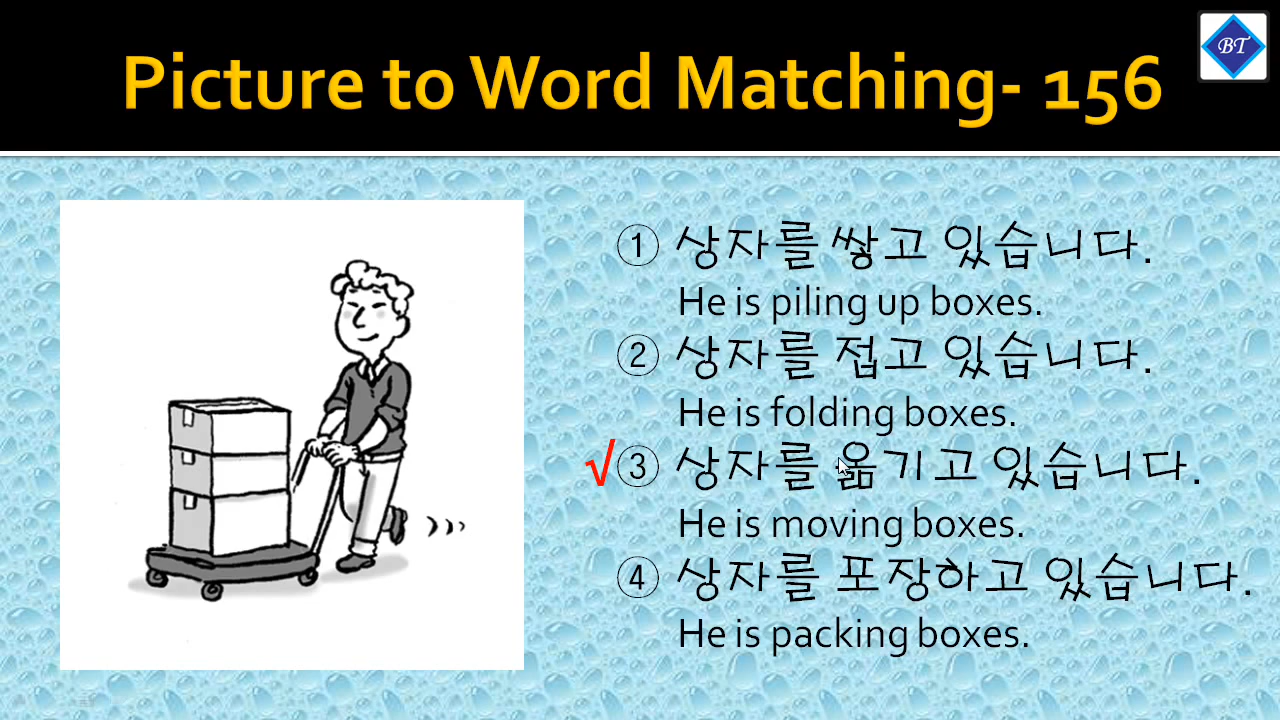 Picture to Word Matching- 156
BT
① 상자를 쌓고 있습니다.
He is piling up boxes.
② 상자를 접고 있습니다.
He is folding boxes.
√③ 상자를 옮기고 있습니다.
He is moving boxes.
④ 상자를 포장하고 있습니다.
He is packing boxes.